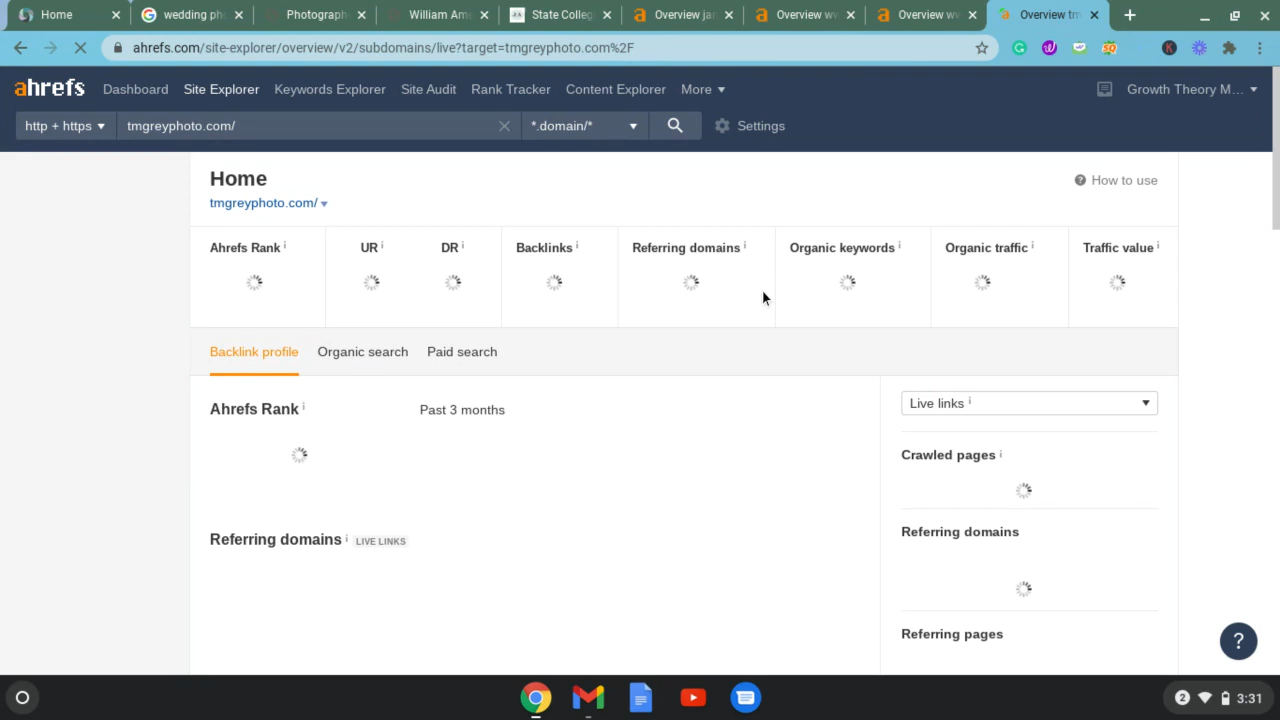 Home
wedding ph
Photograph
William Ame
State Colleg
Overview jan
Overview ww
Overview ww
Overview tm
ahrefs.com/site-explorer/overview/v2/subdomains/live?target=tmgreyphoto.com%2F
ahrefs Dashboard Site Explorer Keywords Explorer Site Audit Rank Tracker Content Explorer More Growth Theory M...
http + https tmgreyphoto.com/ *.domain/* Settings
Home
How to use
tmgreyphoto.com/
Ahrefs Rank i UR i DR i Backlinks i Referring domains i Organic keywords i Organic traffic i Traffic value i
Backlink profile Organic search Paid search
Ahrefs Rank i Past 3 months
Live links i
Crawled pages i
Referring domains i LIVE LINKS
Referring domains
Referring pages
?
2 3:31